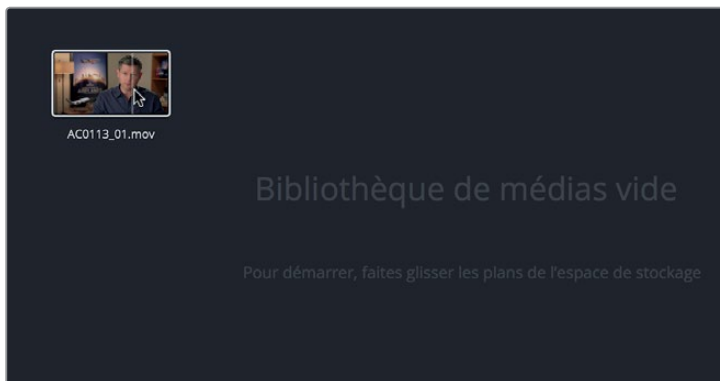 AC0113_01.mov
Bibliothèque de médias vide
Pour démarrer, faites glisser les plans de l'espace de stockage